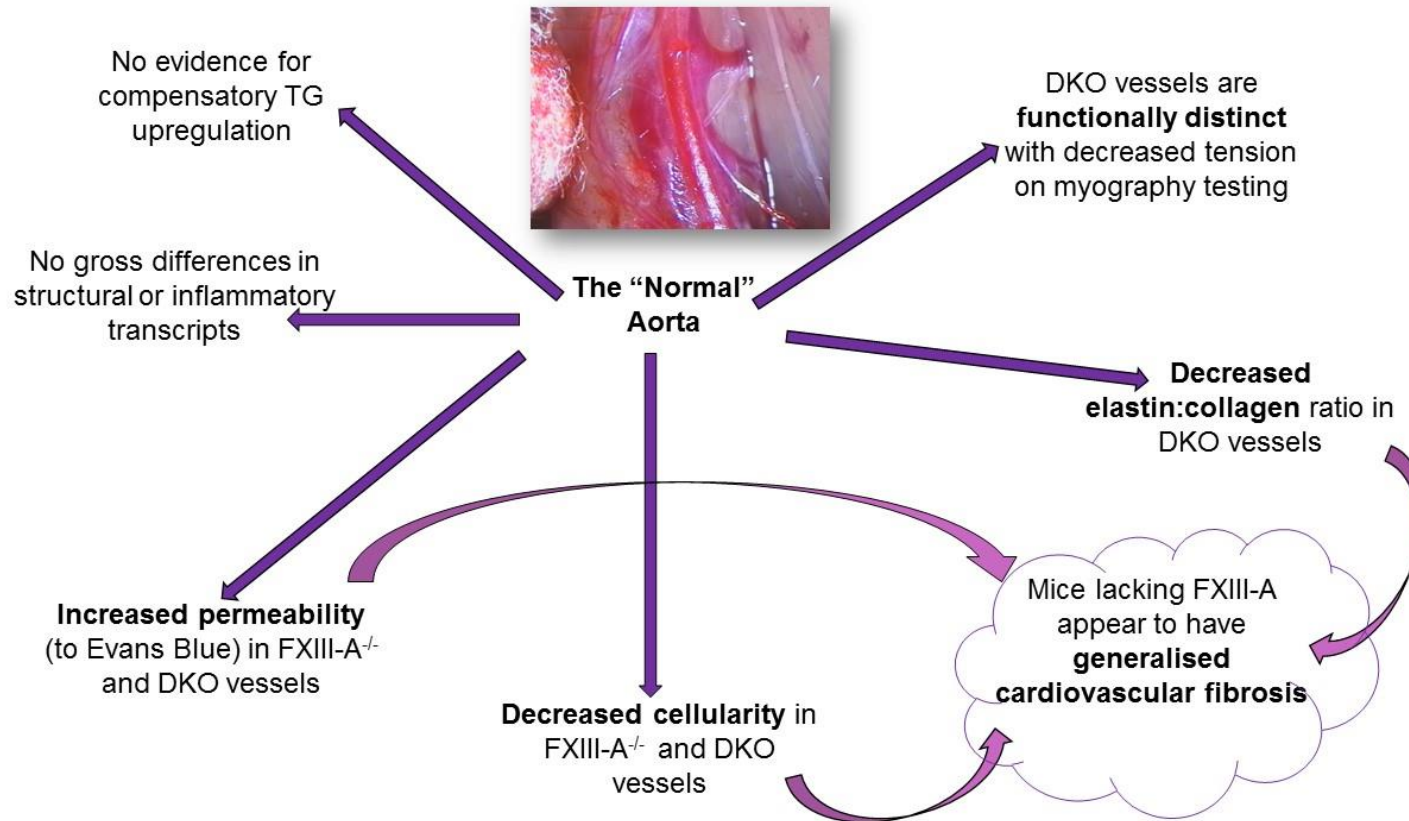 No evidence for
compensatory TG
upregulation
DKO vessels are
functionally distinct
with decreased tension
on myography testing
No gross differences in
structural or inflammatory
transcripts
The “Normal”
Aorta
Decreased
elastin:collagen ratio in
DKO vessels
Increased permeability
(to Evans Blue) in FXIII-A⁻/⁻
and DKO vessels
Decreased cellularity in
FXIII-A⁻/⁻ and DKO
vessels
Mice lacking FXIII-A
appear to have
generalised
cardiovascular fibrosis